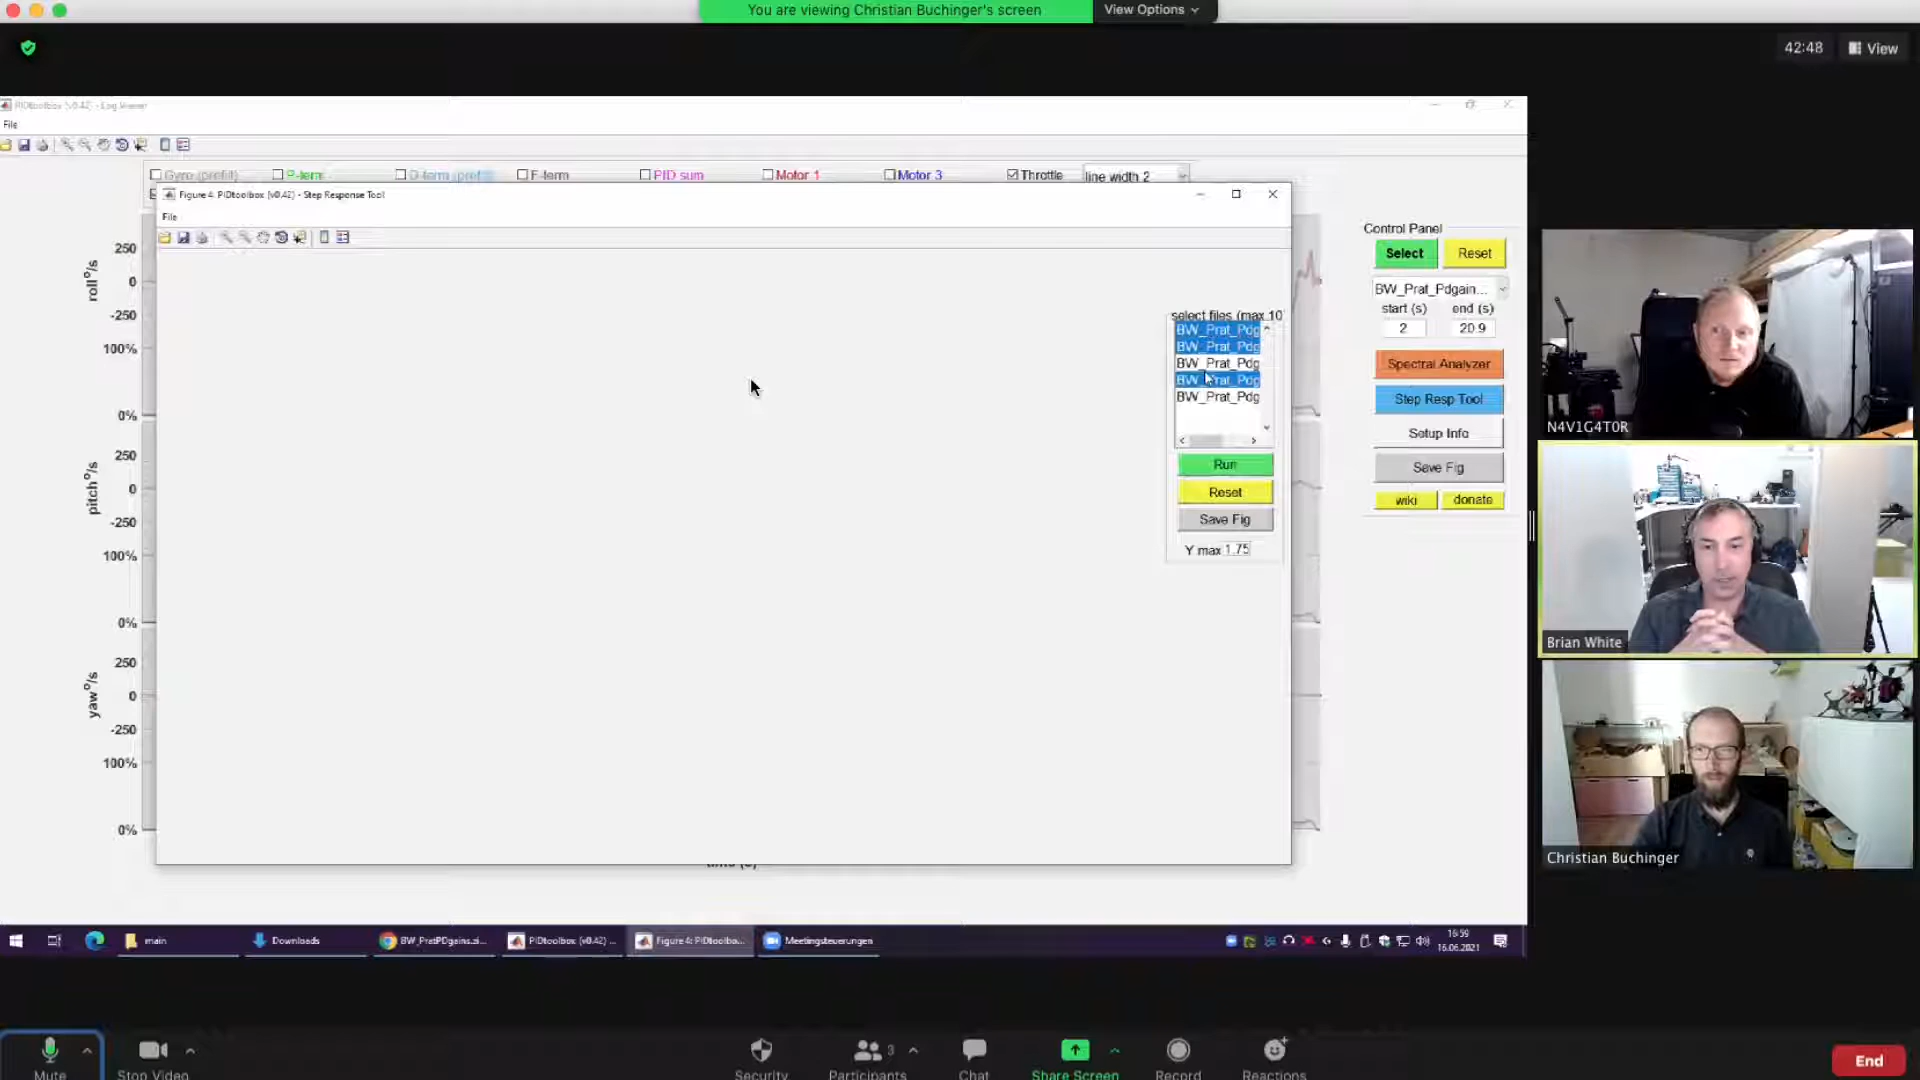 You are viewing Christian Buchinger's screen
View Options
42:48
View
PIDtoolbox (v0.42) - Log Viewer
File
Gyro (prefilt)
P-term
D-term (prefilt)
F-term
PID sum
Motor 1
Motor 3
Throttle
line width 2
Figure 4: PIDtoolbox (v0.42) - Step Response Tool
File
roll°/s
250
0
-250
100%
0%
pitch°/s
250
0
-250
100%
0%
yaw°/s
250
0
-250
100%
0%
select files (max 10
BW_Prat_Pdg
BW_Prat_Pdg
BW_Prat_Pdg
BW_Prat_Pdg
BW_Prat_Pdg
Run
Reset
Save Fig
Y max 1.75
Control Panel
Select
Reset
BW_Prat_Pdgain...
start (s)
end (s)
2
20.9
Spectral Analyzer
Step Resp Tool
Setup Info
Save Fig
wiki
donate
N4V1G4T0R
Brian White
Christian Buchinger
main
Downloads
BW_PratPDgains.zi...
PIDtoolbox (v0.42) ...
Figure 4: PIDtoolbo...
Meetingsteuerungen
16:59
16.06.2021
Mute
Stop Video
Security
Participants
3
Chat
Share Screen
Record
Reactions
End